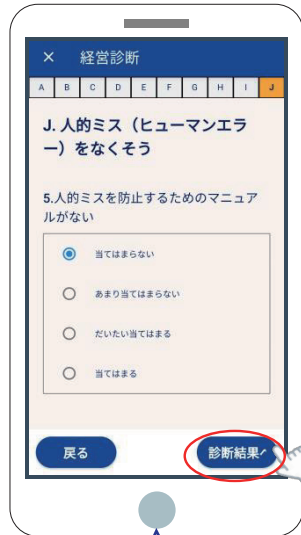 × 経営診断
A B C D E F G H I J
J. 人的ミス（ヒューマンエラ
ー）をなくそう
5.人的ミスを防止するためのマニュア
ルがない
当てはまらない
あまり当てはまらない
だいたい当てはまる
当てはまる
戻る 診断結果へ